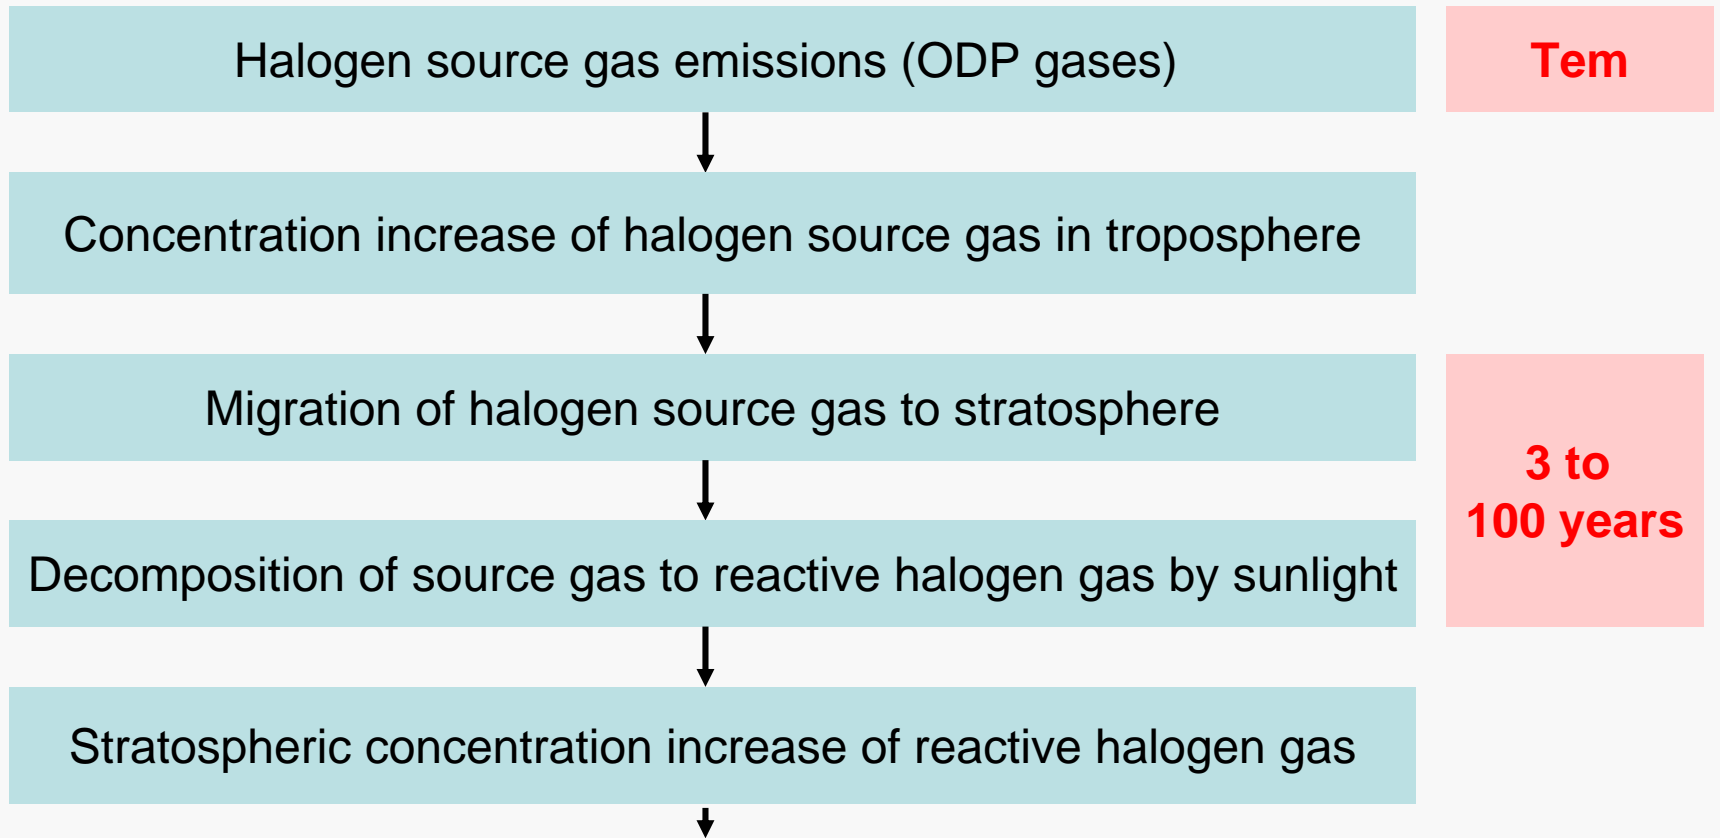 Halogen source gas emissions (ODP gases)
Tem
Concentration increase of halogen source gas in troposphere
Migration of halogen source gas to stratosphere
3 to
100 years
Decomposition of source gas to reactive halogen gas by sunlight
Stratospheric concentration increase of reactive halogen gas